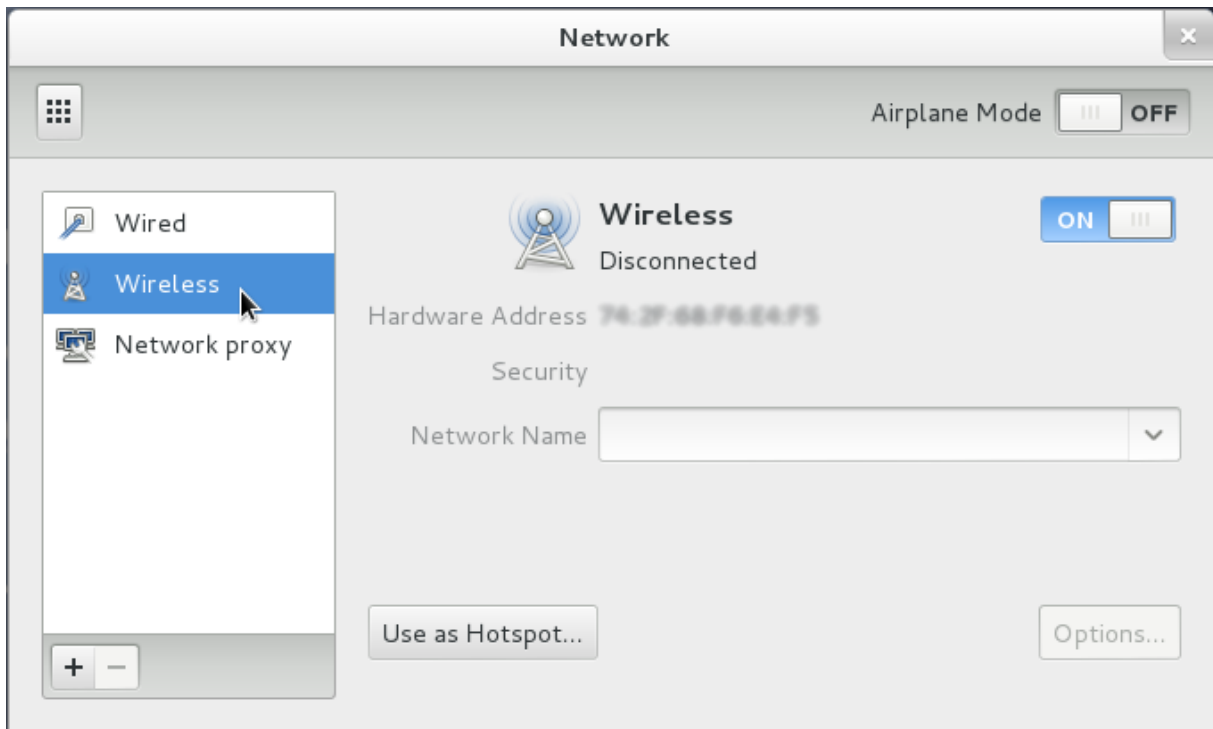 Network
Airplane Mode OFF
Wired
Wireless
Network proxy
Wireless
ON
Disconnected
Hardware Address
Security
Network Name
Use as Hotspot...
Options...